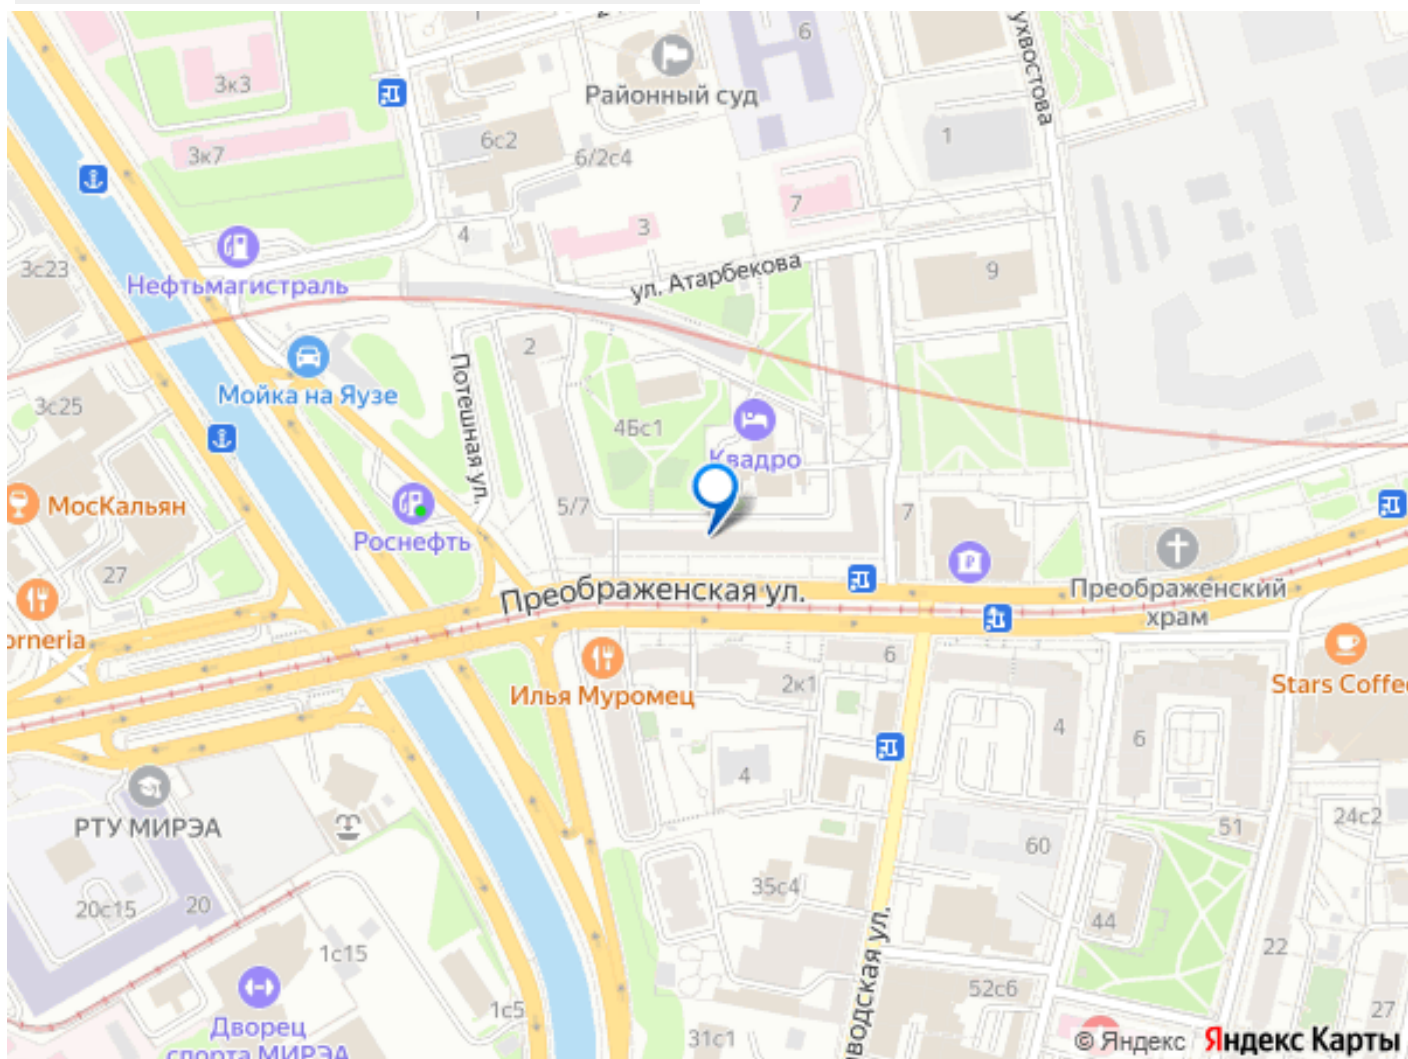 3к3
6
Районный суд
ухвостова
6с2
6/2с4
1
3к7
7
3
4
9
3с23
Нефтьмагистраль
ул. Атарбекова
2
Мойка на Яузе
Потешная ул.
3с25
4Бс1
Квадро
МосКальян
5/7
7
Роснефть
27
Преображенская ул.
Преображенский
храм
orneria
6
Илья Муромец
2к1
Stars Coffee
4
6
4
РТУ МИРЭА
24с2
51
60
35с4
20с15
20
44
1с15
22
водская ул.
52с6
1с5
27
Дворец
спорта МИРЭА
31с1
© Яндекс Яндекс Карты